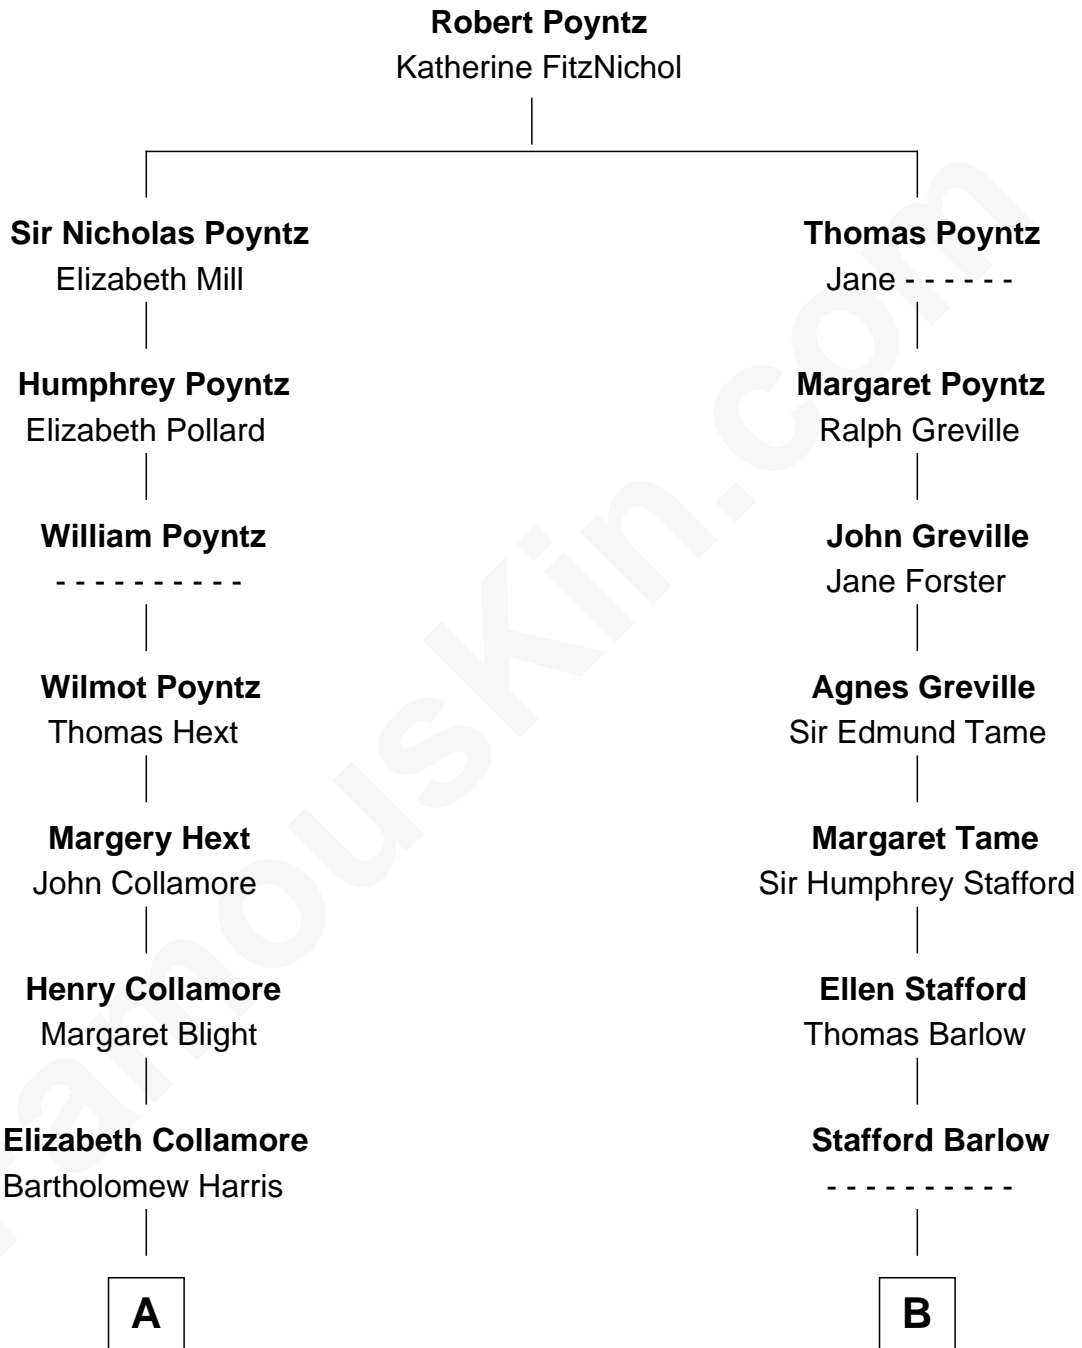 Robert Poyntz
Katherine FitzNichol
Sir Nicholas Poyntz
Elizabeth Mill
Humphrey Poyntz
Elizabeth Pollard
William Poyntz
- - - - - - - - - -
Wilmot Poyntz
Thomas Hext
Margery Hext
John Collamore
Henry Collamore
Margaret Blight
Elizabeth Collamore
Bartholomew Harris
A
Thomas Poyntz
Jane - - - - - -
Margaret Poyntz
Ralph Greville
John Greville
Jane Forster
Agnes Greville
Sir Edmund Tame
Margaret Tame
Sir Humphrey Stafford
Ellen Stafford
Thomas Barlow
Stafford Barlow
- - - - - - - - - -
B
FamousKin.com